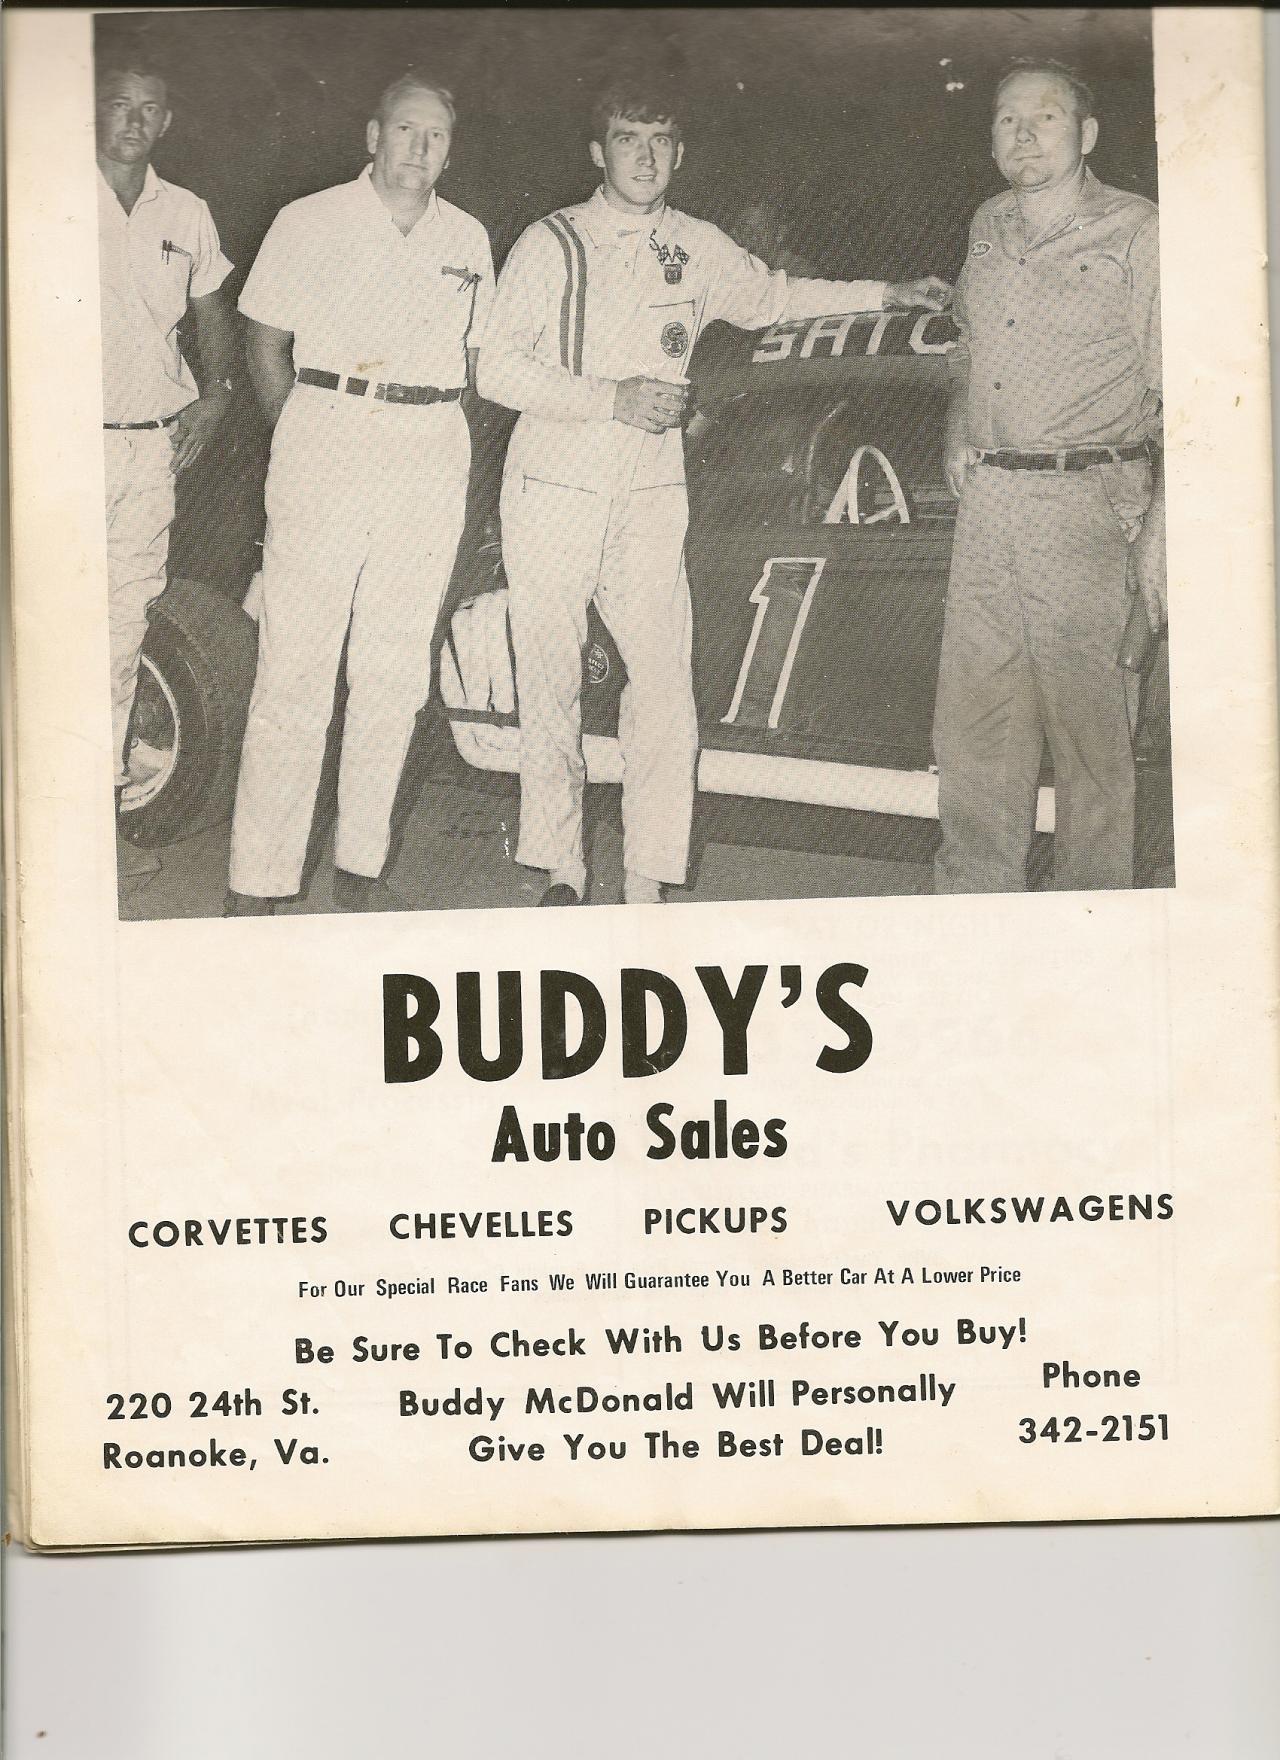 SATC
1
BUDDY'S
Auto Sales
CORVETTES CHEVELLES PICKUPS VOLKSWAGENS
For Our Special Race Fans We Will Guarantee You A Better Car At A Lower Price
Be Sure To Check With Us Before You Buy!
220 24th St.
Roanoke, Va.
Buddy McDonald Will Personally
Give You The Best Deal!
Phone
342-2151